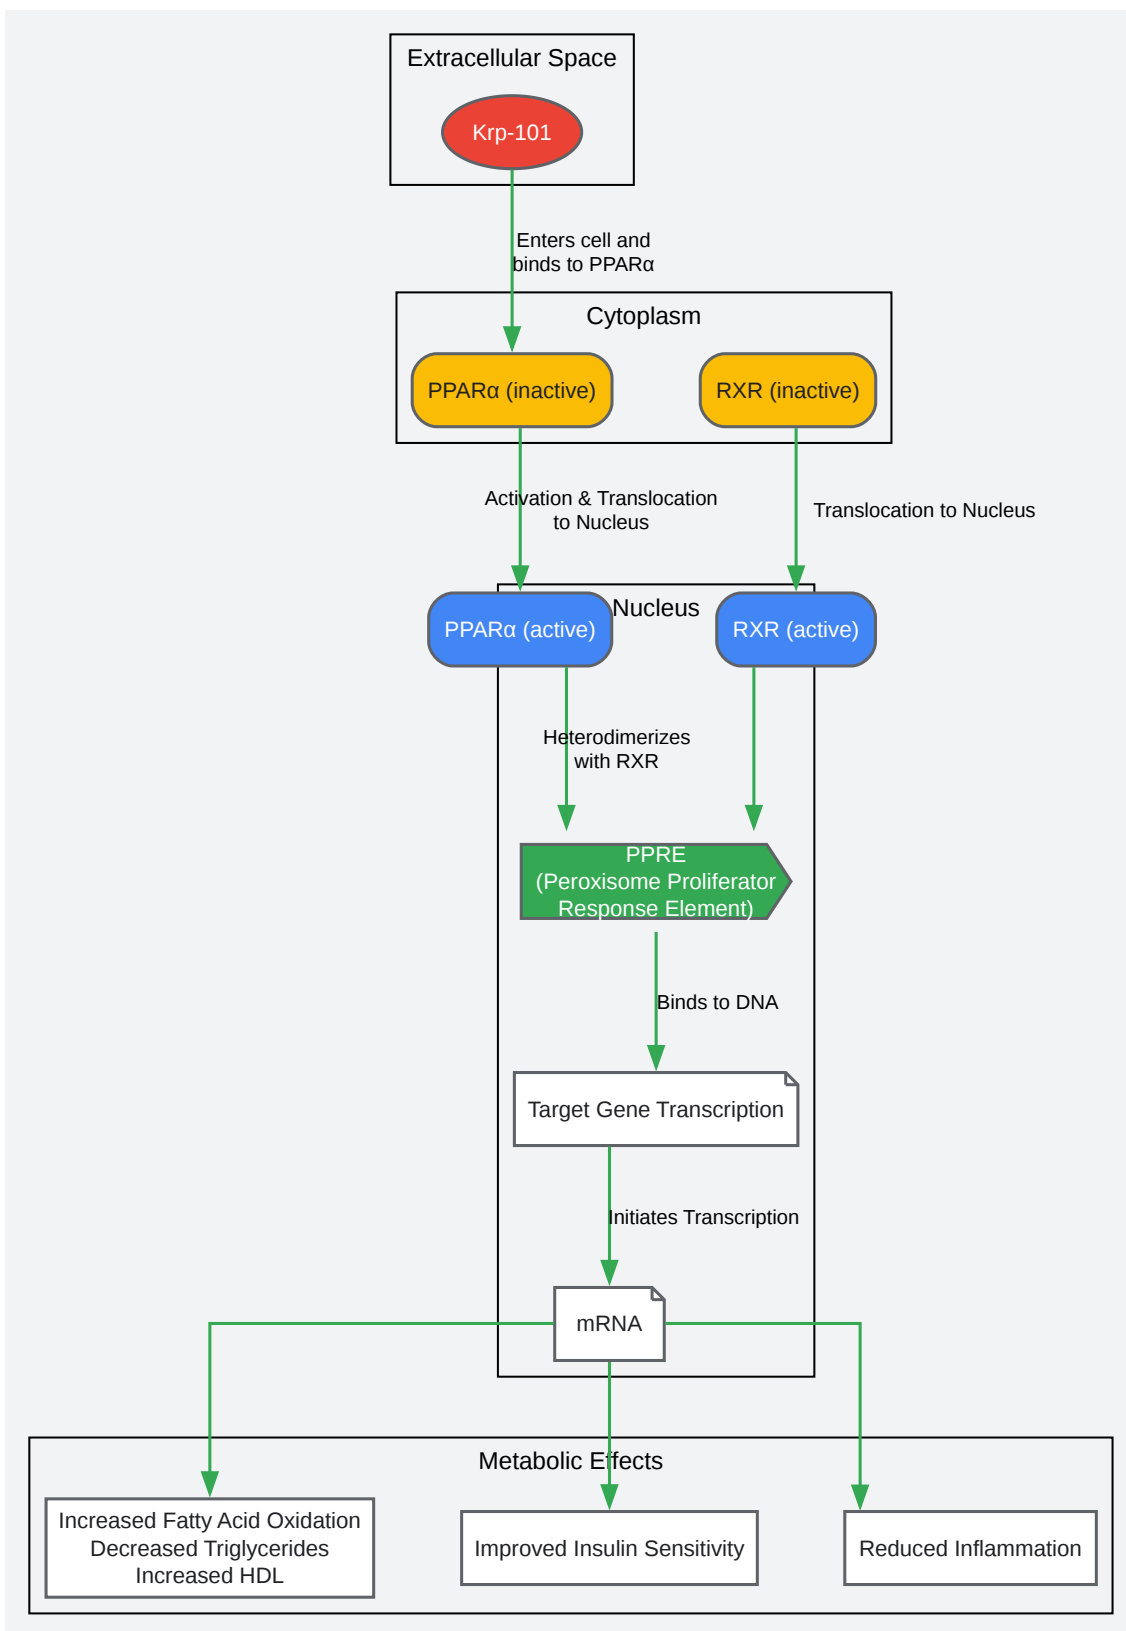 Extracellular Space
Krp-101
Enters cell and
binds to PPARα
Cytoplasm
PPARα (inactive)
RXR (inactive)
Activation & Translocation
to Nucleus
Translocation to Nucleus
Nucleus
PPARα (active)
RXR (active)
Heterodimerizes
with RXR
PPRE
(Peroxisome Proliferator
Response Element)
Binds to DNA
Target Gene Transcription
Initiates Transcription
mRNA
Metabolic Effects
Increased Fatty Acid Oxidation
Decreased Triglycerides
Increased HDL
Improved Insulin Sensitivity
Reduced Inflammation